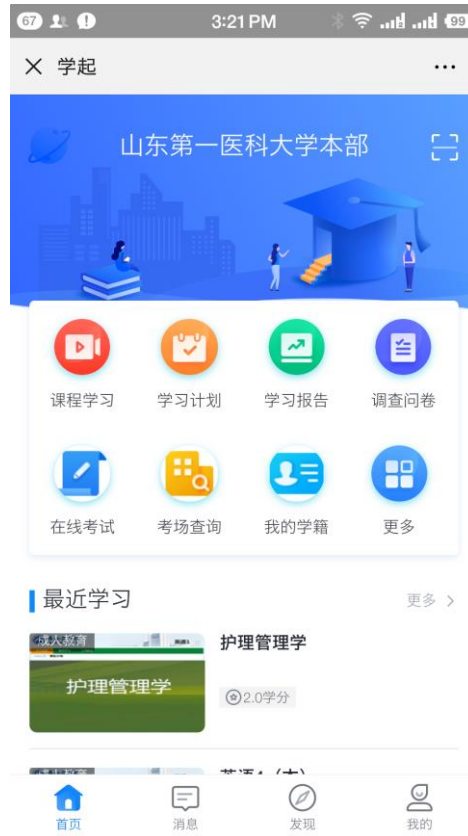 67 3:21 PM 99
学起
山东第一医科大学本部
课程学习 学习计划 学习报告 调查问卷
在线考试 考场查询 我的学籍 更多
最近学习 更多
成人教育
护理管理学
护理管理学
2.0学分
首页 消息 发现 我的